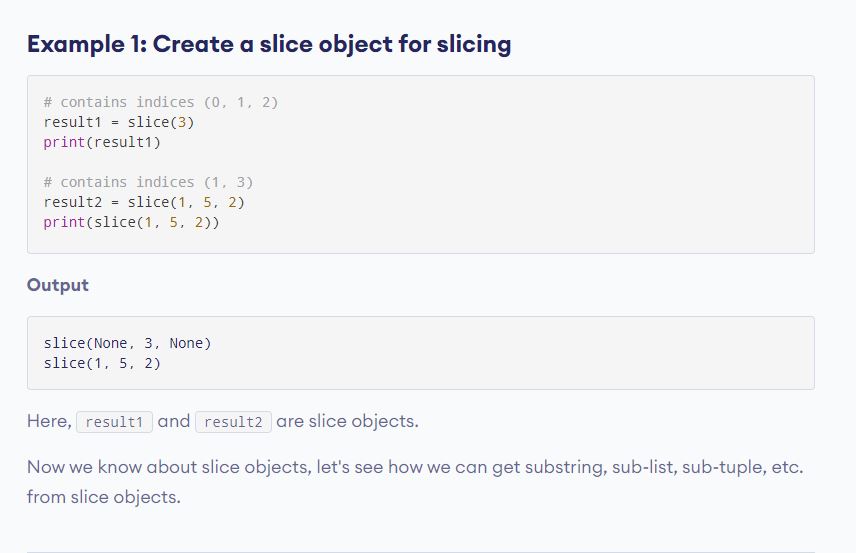 Example 1: Create a slice object for slicing
# contains indices (0, 1, 2)
result1 = slice(3)
print(result1)
# contains indices (1, 3)
result2 = slice(1, 5, 2)
print(slice(1, 5, 2))
Output
slice(None, 3, None)
slice(1, 5, 2)
Here, result1 and result2 are slice objects.
Now we know about slice objects, let's see how we can get substring, sub-list, sub-tuple, etc.
from slice objects.